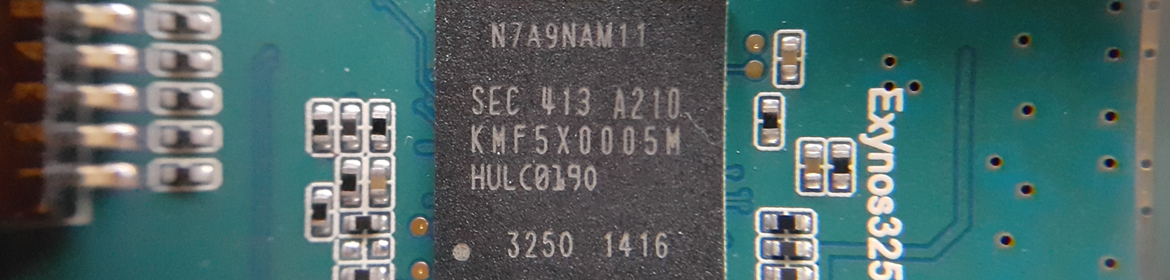 N7A9NAM11
SEC 413 A210
KMF5X0005M
HULC0190
3250 1416
Exynos325